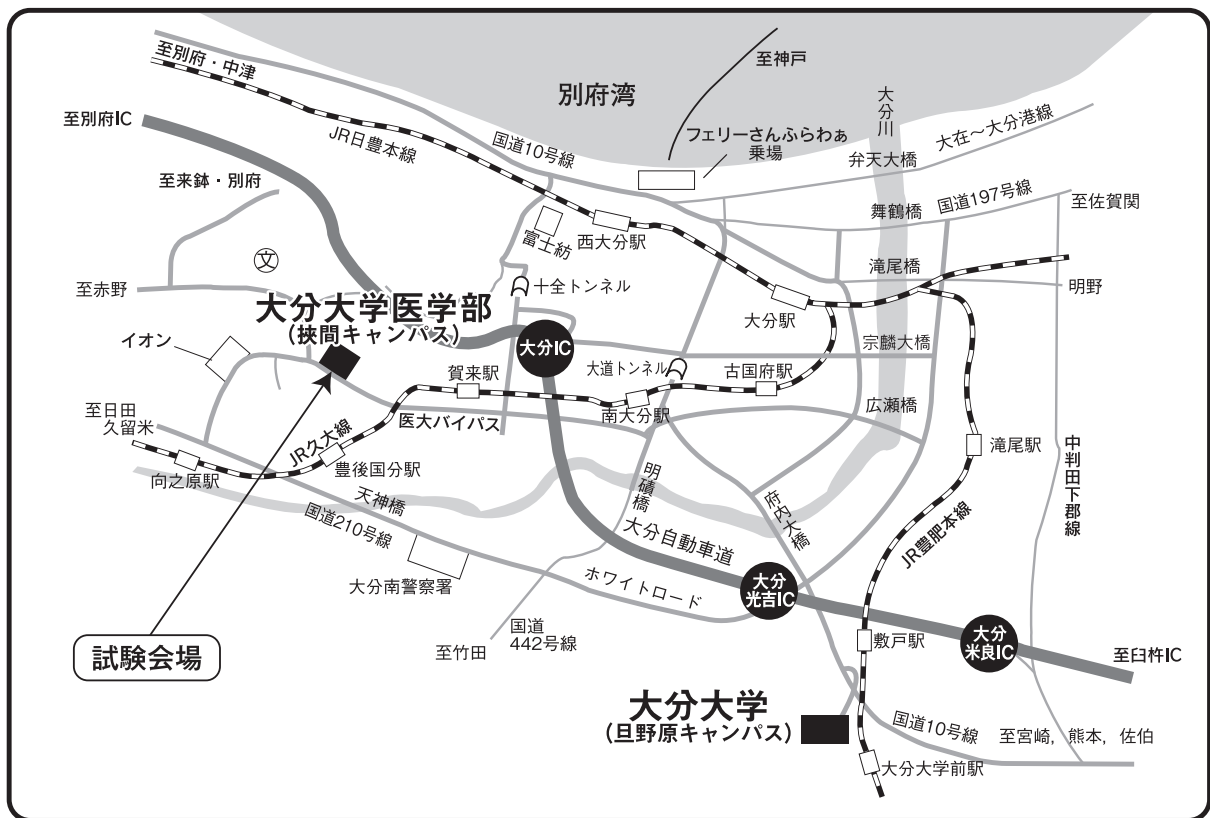 至別府・中津
別府湾
至神戸
大分川
至別府IC
JR日豊本線
国道10号線
フェリーさんふらわぁ
乗場
弁天大橋
大在～大分港線
至来鉢・別府
富士紡
西大分駅
舞鶴橋
国道197号線
至佐賀関
文
十全トンネル
滝尾橋
至赤野
大分駅
明野
大分大学医学部
(挾間キャンパス)
大分IC
宗麟大橋
イオン
賀来駅
大道トンネル
古国府駅
南大分駅
広瀬橋
至日田
久留米
医大バイパス
JR久大線
豊後国分駅
向之原駅
滝尾駅
中判田下郡線
明磧橋
府内大橋
天神橋
国道210号線
大分自動車道
JR豊肥本線
大分南警察署
ホワイトロード
大分
光吉IC
試験会場
国道
442号線
至竹田
敷戸駅
大分
米良IC
至臼杵IC
大分大学
(旦野原キャンパス)
国道10号線
至宮崎，熊本，佐伯
大分大学前駅